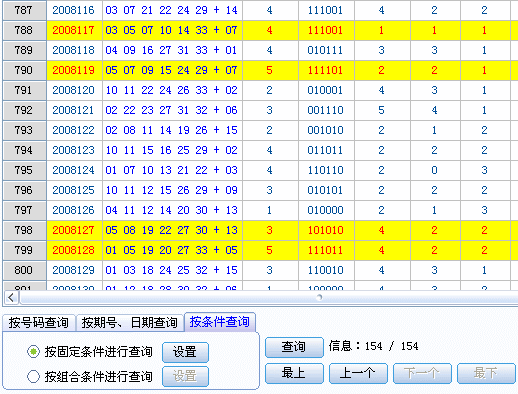 787 2008116 03 07 21 22 24 29 + 14 4 111001 4 2 2
788 2008117 03 05 07 10 14 33 + 07 4 111001 1 1 1
789 2008118 04 09 16 27 31 33 + 01 4 010111 3 3 1
790 2008119 05 07 09 15 24 29 + 07 5 111101 2 2 1
791 2008120 10 11 22 24 26 33 + 02 2 010001 4 3 1
792 2008121 02 22 23 27 31 32 + 06 3 001110 5 4 1
793 2008122 02 08 11 14 19 26 + 15 2 001010 2 1 2
794 2008123 10 11 15 16 25 29 + 02 4 011011 2 2 2
795 2008124 01 07 10 13 21 22 + 03 4 110110 2 0 3
796 2008125 10 11 12 15 26 29 + 09 3 010101 2 2 2
797 2008126 04 11 12 14 20 30 + 13 1 010000 2 1 3
798 2008127 05 08 19 22 27 30 + 13 3 101010 4 2 2
799 2008128 01 05 19 20 27 33 + 05 5 111011 4 2 2
800 2008129 01 03 18 24 25 32 + 15 3 110010 4 3 1
按号码查询 按期号、日期查询 按条件查询
按固定条件进行查询 设置 查询 信息：154 / 154
按组合条件进行查询 设置 最上 上一个 下一个 最下